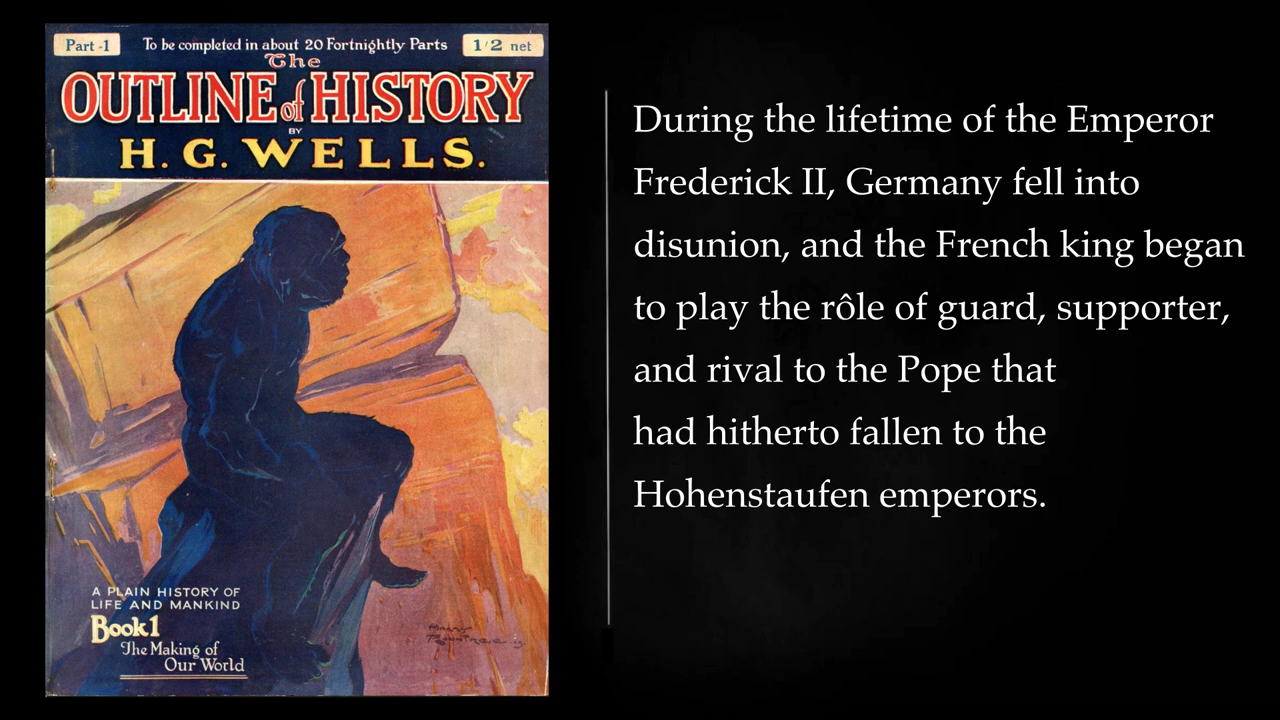 Part -1
To be completed in about 20 Fortnightly Parts
1/2 net
The
OUTLINE of HISTORY
BY
H. G. WELLS.
A PLAIN HISTORY OF
LIFE AND MANKIND
Book 1
The Making of
Our World
During the lifetime of the Emperor
Frederick II, Germany fell into
disunion, and the French king began
to play the rôle of guard, supporter,
and rival to the Pope that
had hitherto fallen to the
Hohenstaufen emperors.